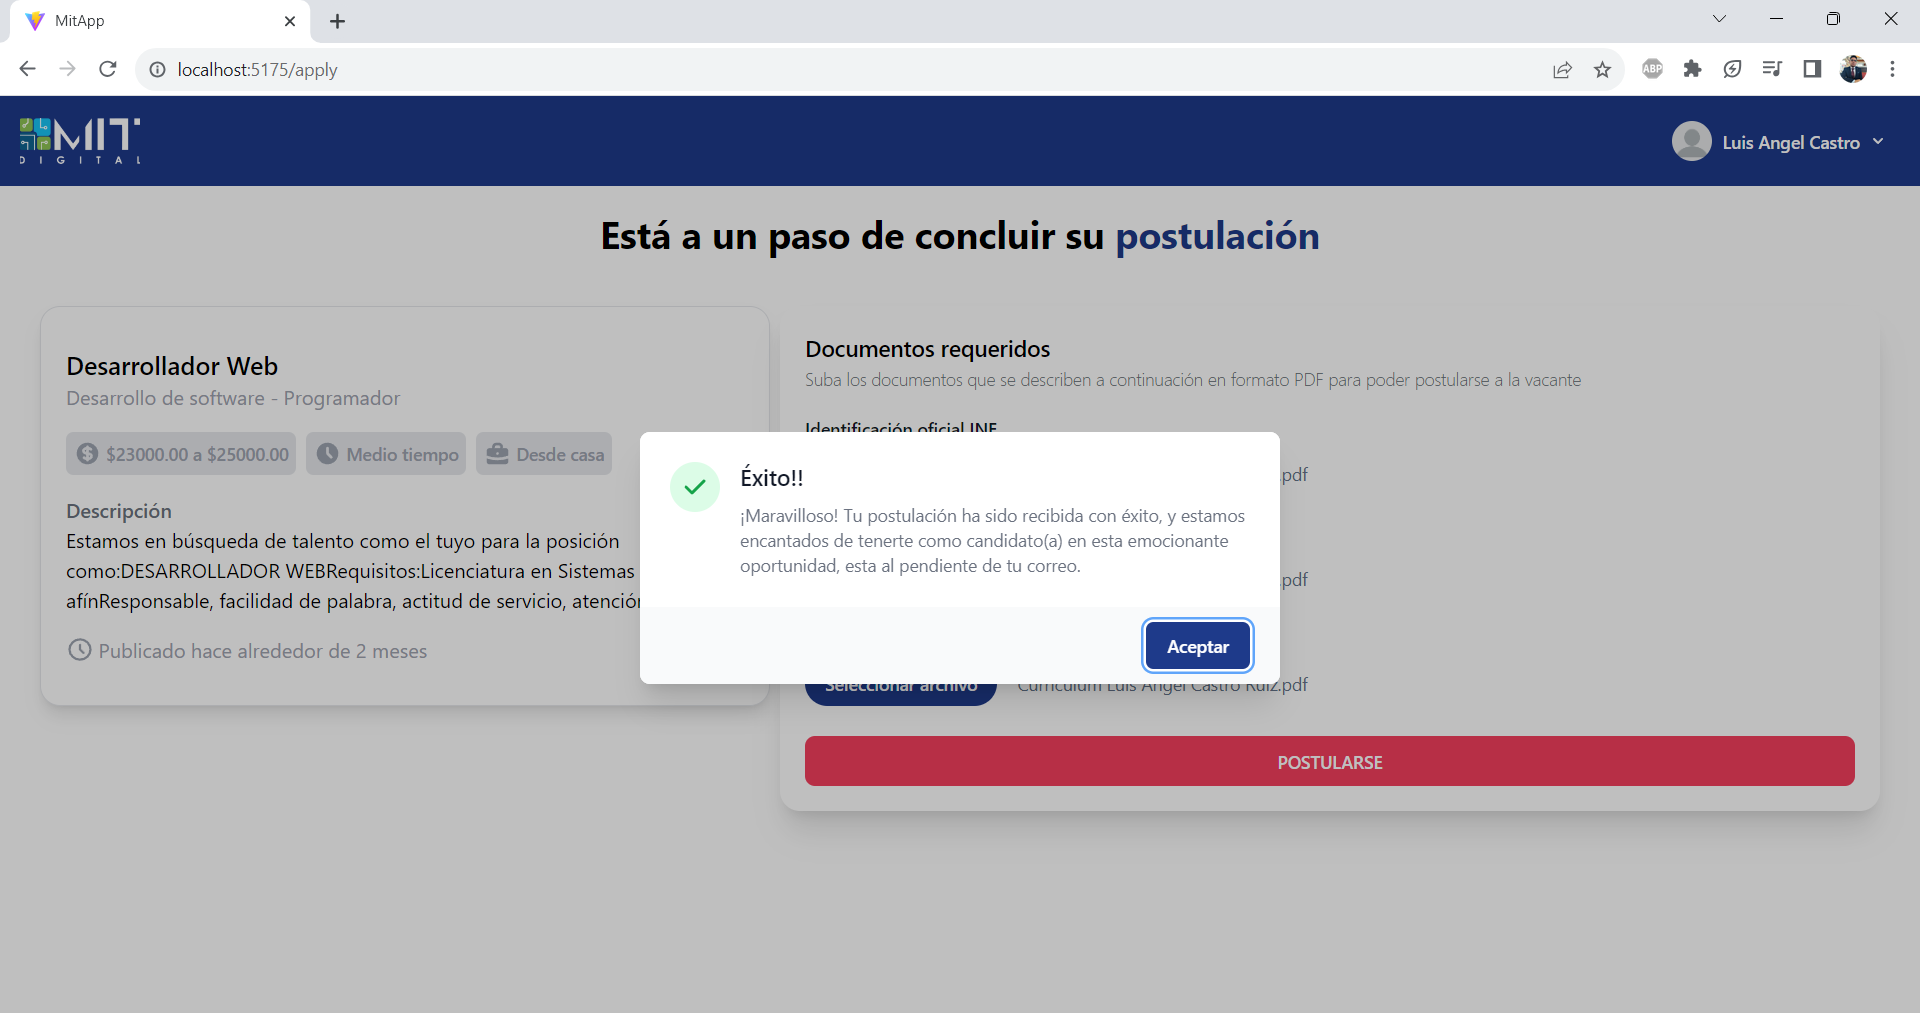 MitApp
localhost:5175/apply
ABP
MIT
DIGITAL
Luis Angel Castro
Está a un paso de concluir su postulación
Desarrollador Web
Desarrollo de software - Programador
$23000.00 a $25000.00
Medio tiempo
Desde casa
Descripción
Estamos en búsqueda de talento como el tuyo para la posición
como:DESARROLLADOR WEBRequisitos:Licenciatura en Sistemas
afínResponsable, facilidad de palabra, actitud de servicio, atención
Publicado hace alrededor de 2 meses
Documentos requeridos
Suba los documentos que se describen a continuación en formato PDF para poder postularse a la vacante
Identificación oficial INE
.pdf
.pdf
Seleccionar archivo
Curriculum Luis Angel Castro Ruiz.pdf
POSTULARSE
Éxito!!
¡Maravilloso! Tu postulación ha sido recibida con éxito, y estamos
encantados de tenerte como candidato(a) en esta emocionante
oportunidad, esta al pendiente de tu correo.
Aceptar